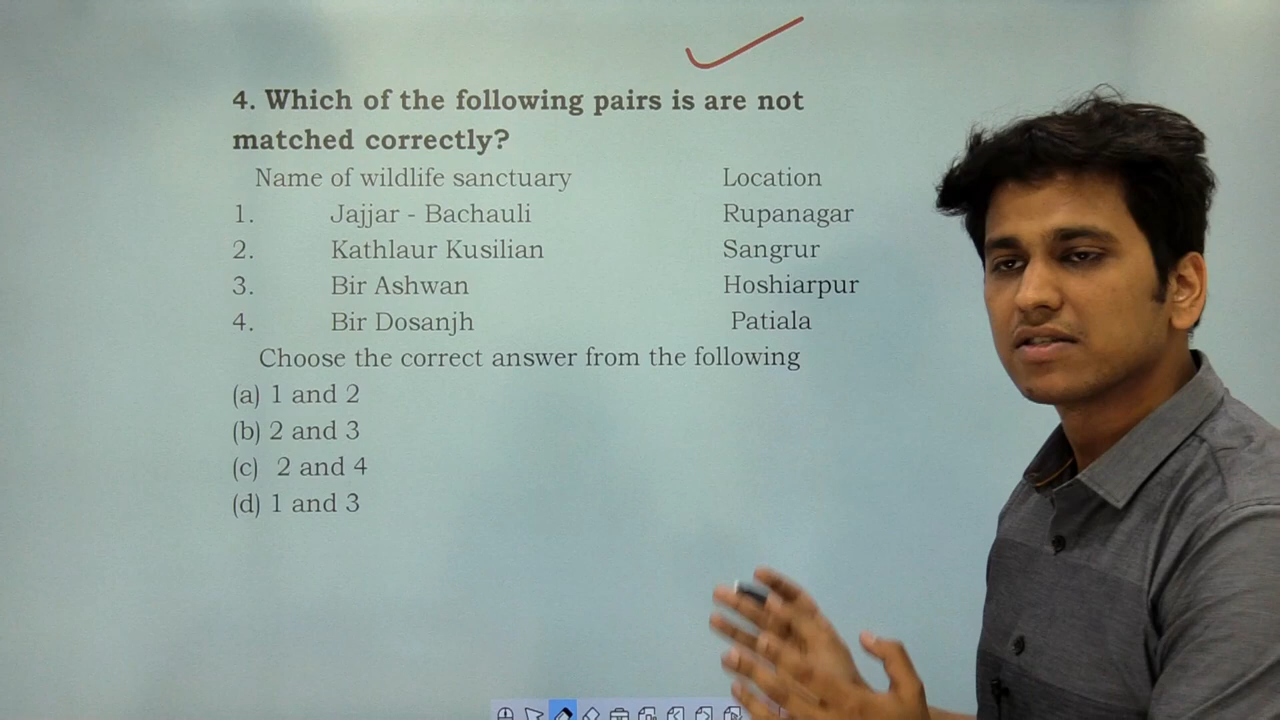 4. Which of the following pairs is are not
matched correctly?
Name of wildlife sanctuary Location
1. Jajjar - Bachauli Rupanagar
2. Kathlaur Kusilian Sangrur
3. Bir Ashwan Hoshiarpur
4. Bir Dosanjh Patiala
Choose the correct answer from the following
(a) 1 and 2
(b) 2 and 3
(c) 2 and 4
(d) 1 and 3